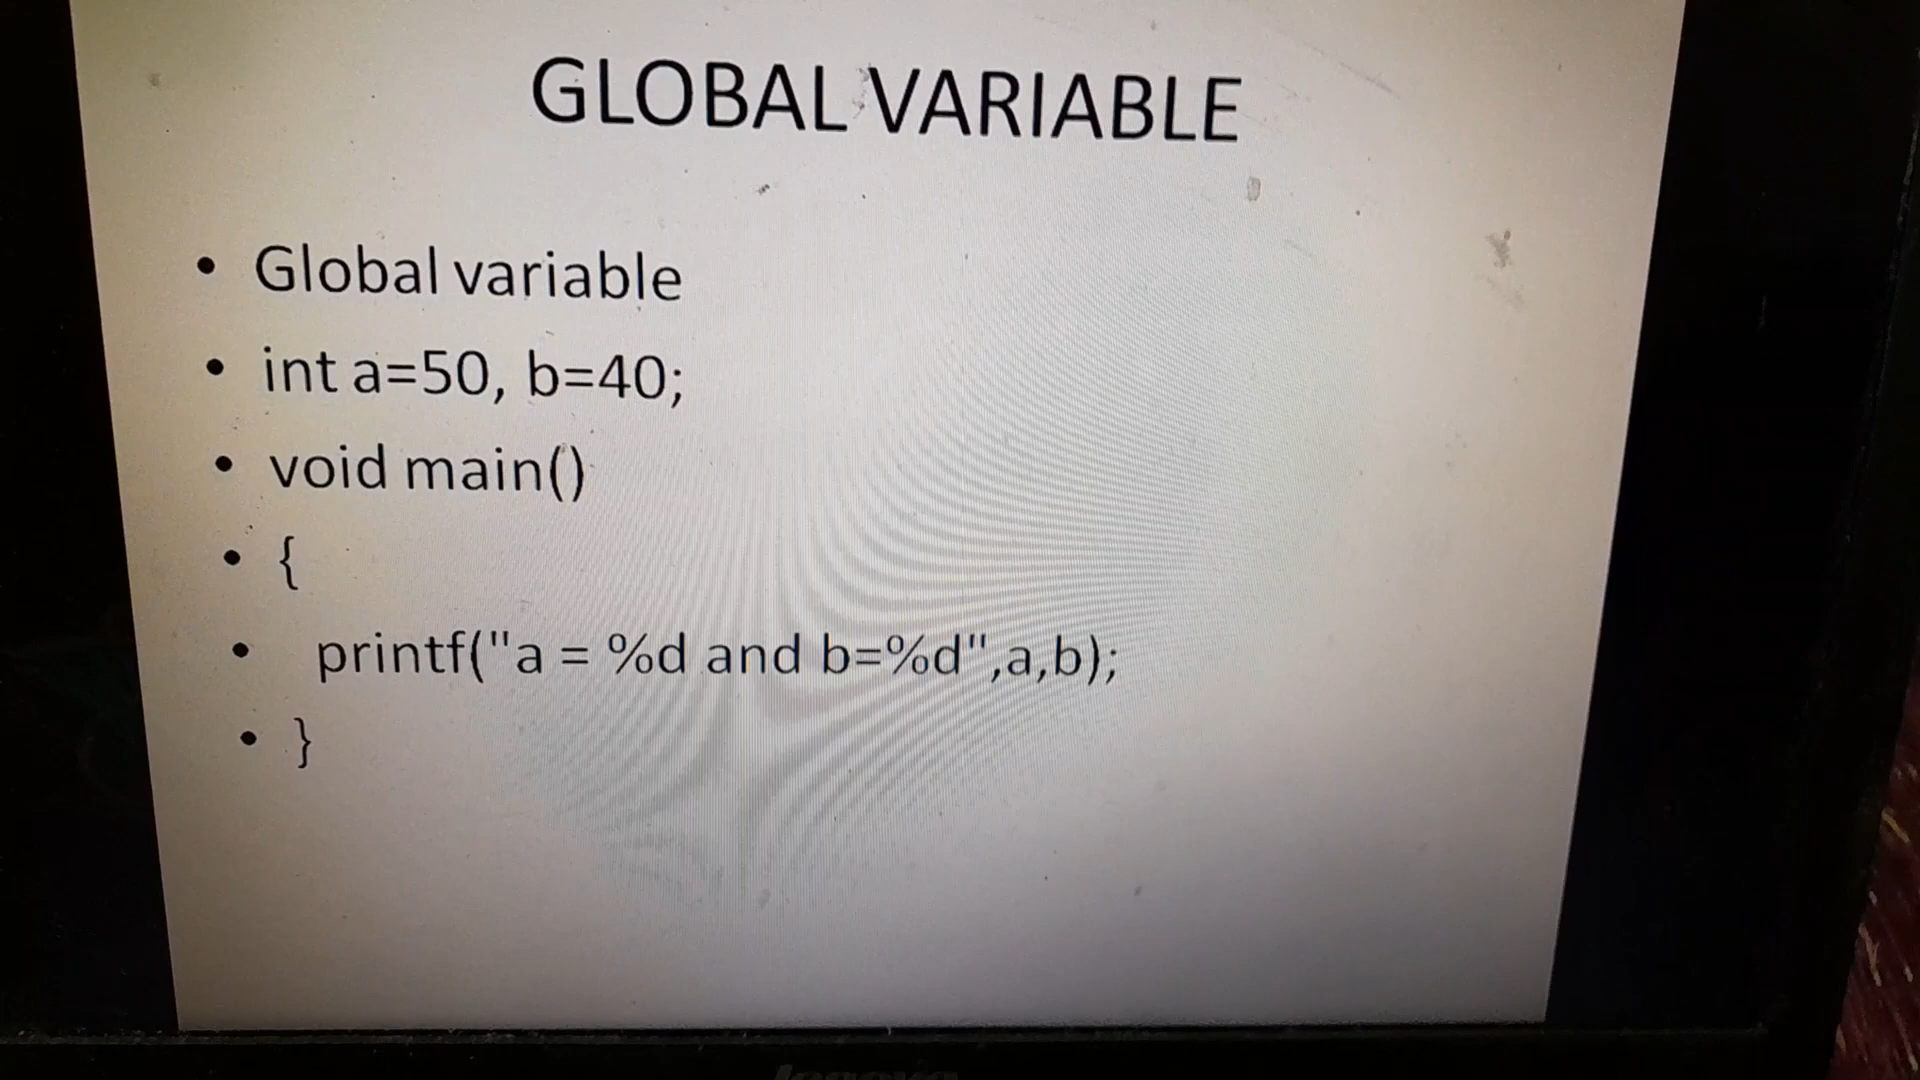 GLOBAL VARIABLE
• Global variable
• int a=50, b=40;
• void main()
• {
• printf("a = %d and b=%d",a,b);
• }